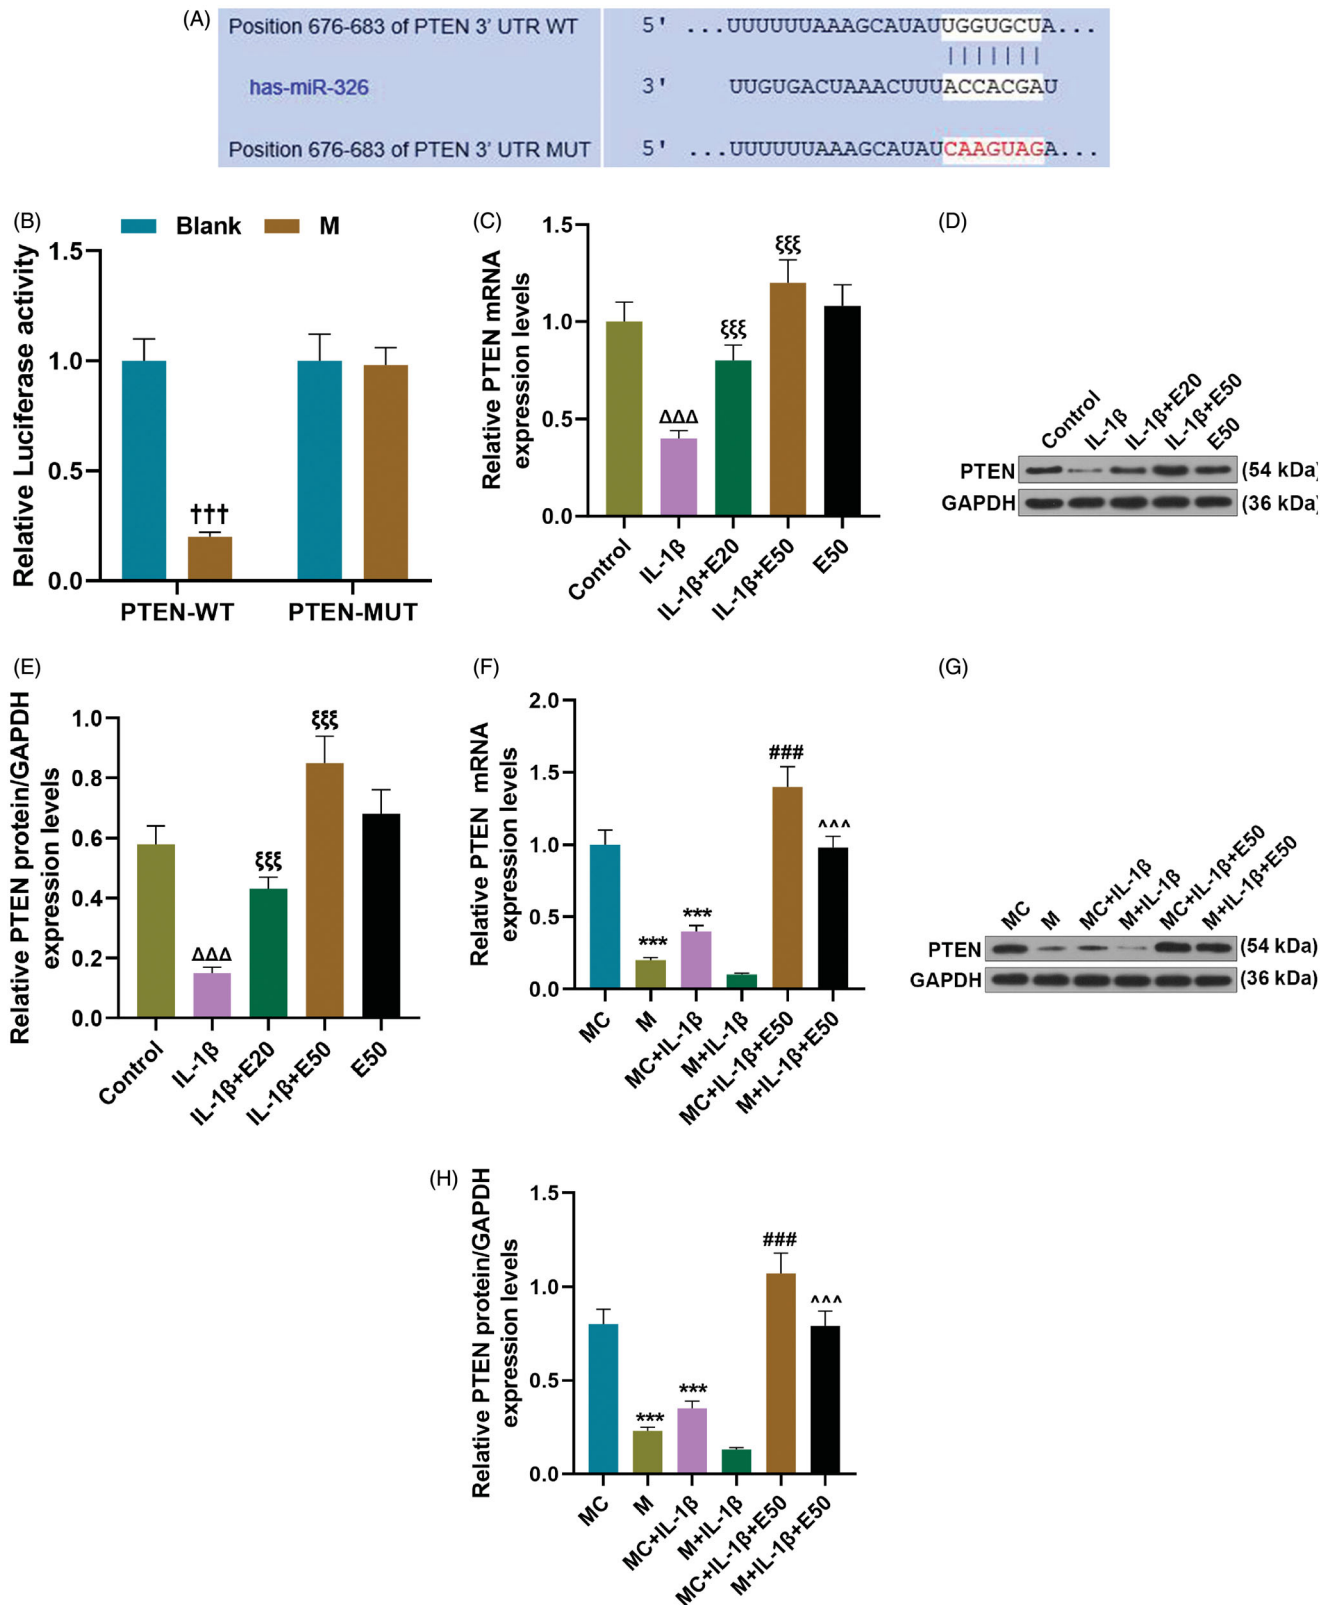 (A)
Position 676-683 of PTEN 3' UTR WT 5' ...UUUUUUAAAGCAUAUUGGUGCUA...
has-miR-326 3' UUGUGACUAAACUUUACCACGAU
Position 676-683 of PTEN 3' UTR MUT 5' ...UUUUUUAAAGCAUAUCAAGUAGA...
(B)
Blank M
Relative Luciferase activity
1.5
1.0
0.5
0.0
†††
PTEN-WT PTEN-MUT
(C)
Relative PTEN mRNA
expression levels
1.5
1.0
0.5
0.0
ΔΔΔ
ξξξ
ξξξ
Control
IL-1β
IL-1β+E20
IL-1β+E50
E50
(D)
Control
IL-1β
IL-1β+E20
IL-1β+E50
E50
PTEN (54 kDa)
GAPDH (36 kDa)
(E)
Relative PTEN protein/GAPDH
expression levels
1.0
0.8
0.6
0.4
0.2
0.0
ΔΔΔ
ξξξ
ξξξ
Control
IL-1β
IL-1β+E20
IL-1β+E50
E50
(F)
Relative PTEN mRNA
expression levels
2.0
1.5
1.0
0.5
0.0
***
***
###
^^^
MC
M
MC+IL-1β
M+IL-1β
MC+IL-1β+E50
M+IL-1β+E50
(G)
MC
M
MC+IL-1β
M+IL-1β
MC+IL-1β+E50
M+IL-1β+E50
PTEN (54 kDa)
GAPDH (36 kDa)
(H)
Relative PTEN protein/GAPDH
expression levels
1.5
1.0
0.5
0.0
***
***
###
^^^
MC
M
MC+IL-1β
M+IL-1β
MC+IL-1β+E50
M+IL-1β+E50